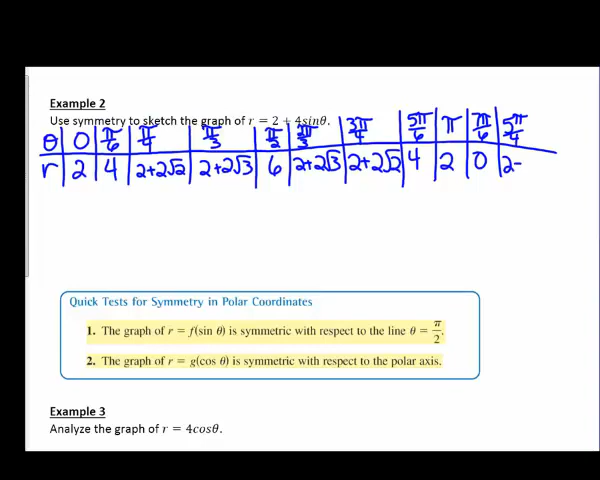 Example 2
Use symmetry to sketch the graph of r = 2 + 4sinθ.
θ | 0 | π/6 | π/4 | π/3 | π/2 | 2π/3 | 3π/4 | 5π/6 | π | 7π/6 | 5π/4
r | 2 | 4 | 2+2√2 | 2+2√3 | 6 | 2+2√3 | 2+2√2 | 4 | 2 | 0 | 2-
Quick Tests for Symmetry in Polar Coordinates
1. The graph of r = f(sin θ) is symmetric with respect to the line θ = π/2.
2. The graph of r = g(cos θ) is symmetric with respect to the polar axis.
Example 3
Analyze the graph of r = 4cosθ.